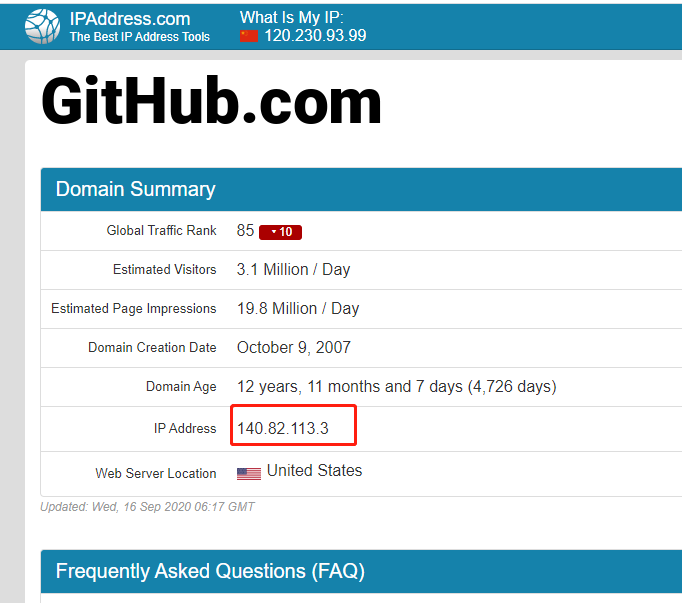 IPAddress.com
The Best IP Address Tools
What Is My IP:
120.230.93.99
GitHub.com
Domain Summary
Global Traffic Rank 85 10
Estimated Visitors 3.1 Million / Day
Estimated Page Impressions 19.8 Million / Day
Domain Creation Date October 9, 2007
Domain Age 12 years, 11 months and 7 days (4,726 days)
IP Address 140.82.113.3
Web Server Location United States
Updated: Wed, 16 Sep 2020 06:17 GMT
Frequently Asked Questions (FAQ)